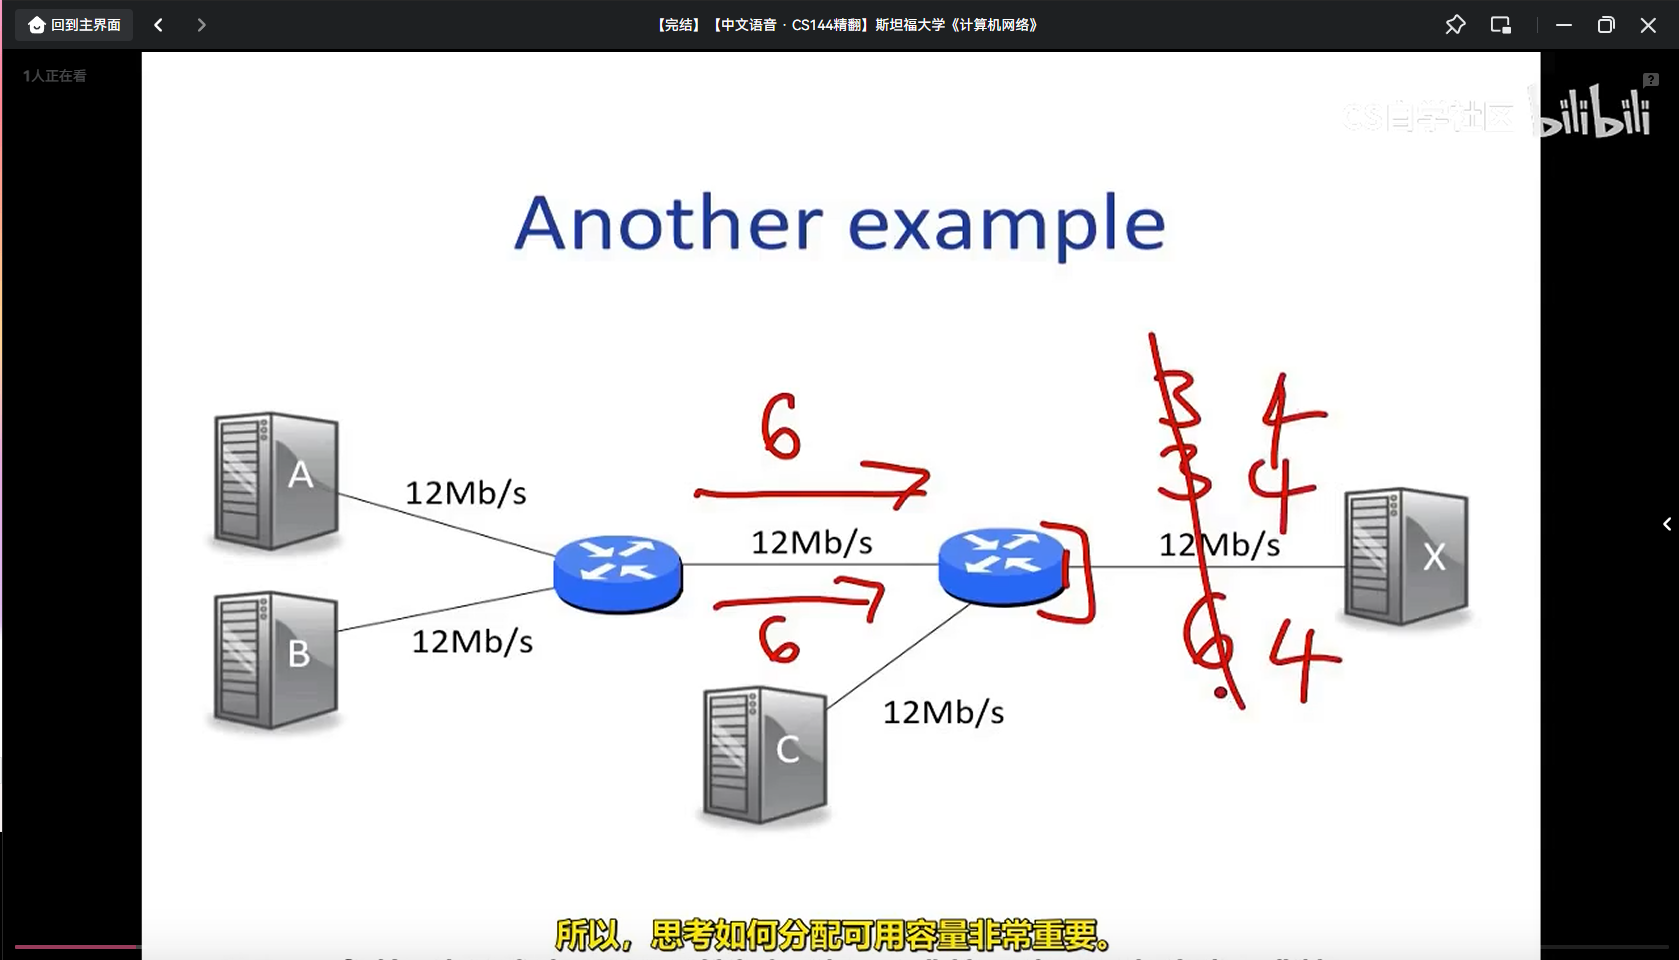 回到主界面
【完结】【中文语音 · CS144精翻】斯坦福大学《计算机网络》
1人正在看
CS自学社区 bilibili
Another example
3 4
6
3 4
A
12Mb/s
12Mb/s
12Mb/s
X
B
12Mb/s
6
6 4
C
12Mb/s
所以，思考如何分配可用容量非常重要。